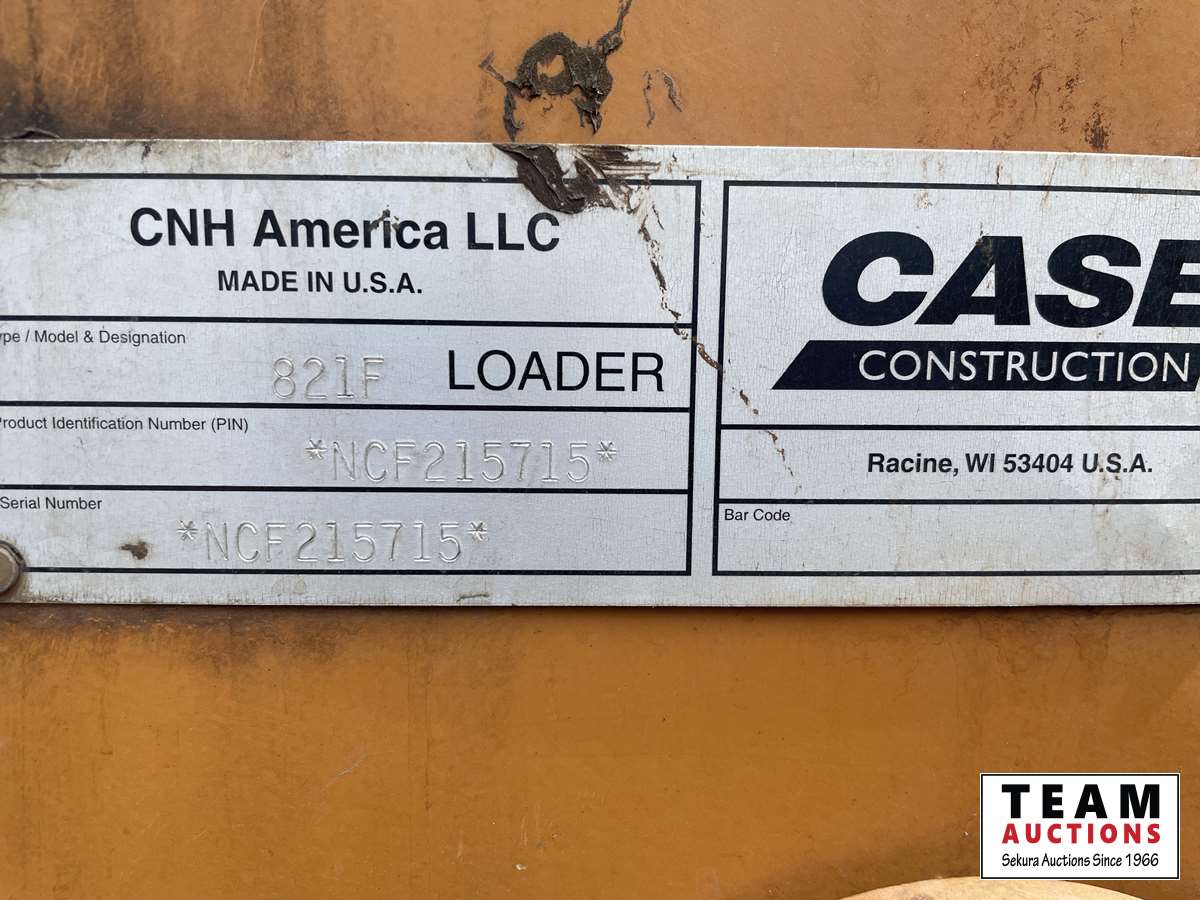 CNH America LLC
MADE IN U.S.A.
ype / Model & Designation
821F LOADER
Product Identification Number (PIN)
*NCF215715*
Serial Number
*NCF215715*
CASE
CONSTRUCTION
Racine, WI 53404 U.S.A.
Bar Code
TEAM
AUCTIONS
Sekura Auctions Since 1966